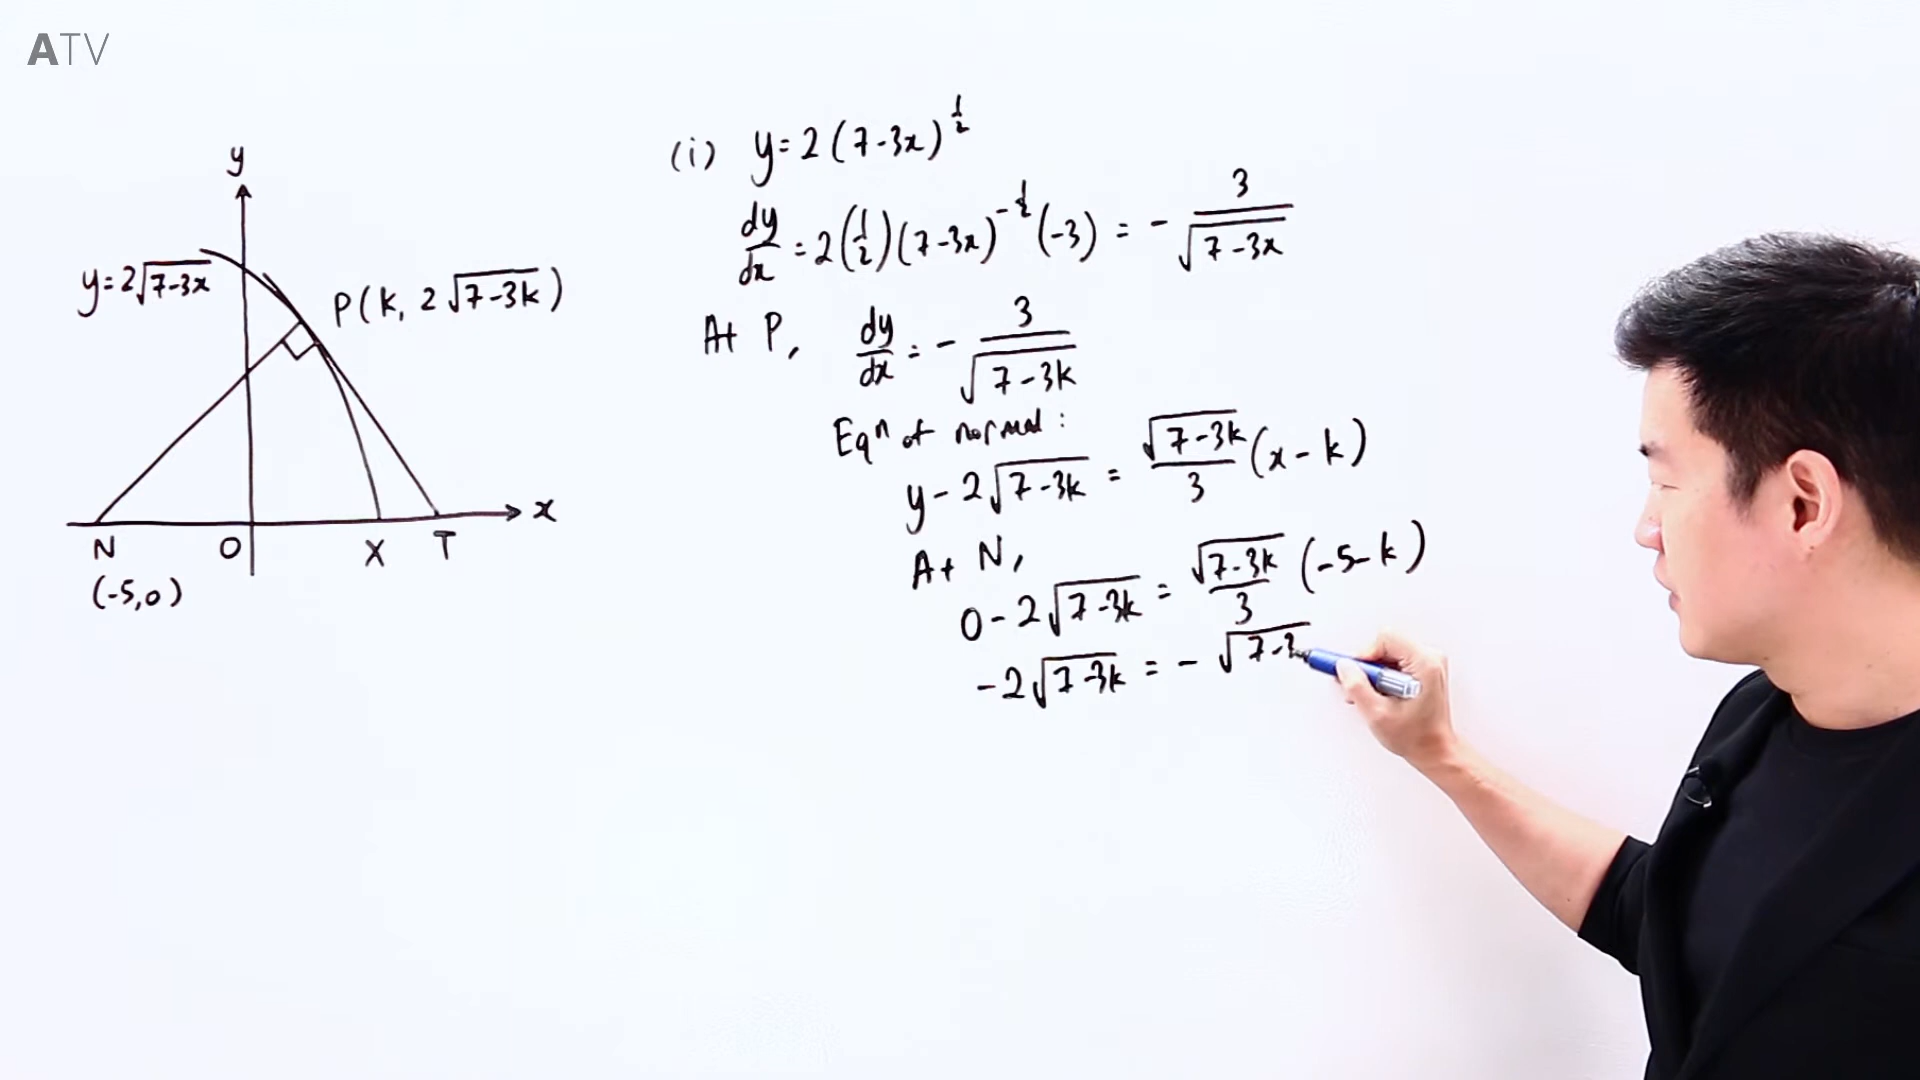 ATV
y
y=2√(7-3x)
P(k, 2√(7-3k))
x
N O X T
(-5,0)
(i) y=2(7-3x)^(1/2)
dy/dx = 2(1/2)(7-3x)^(-1/2)(-3) = -3/√(7-3x)
At P, dy/dx = -3/√(7-3k)
Eqⁿ of normal:
y-2√(7-3k) = √(7-3k)/3 (x-k)
At N,
0-2√(7-3k) = √(7-3k)/3 (-5-k)
-2√(7-3k) = -√(7-3